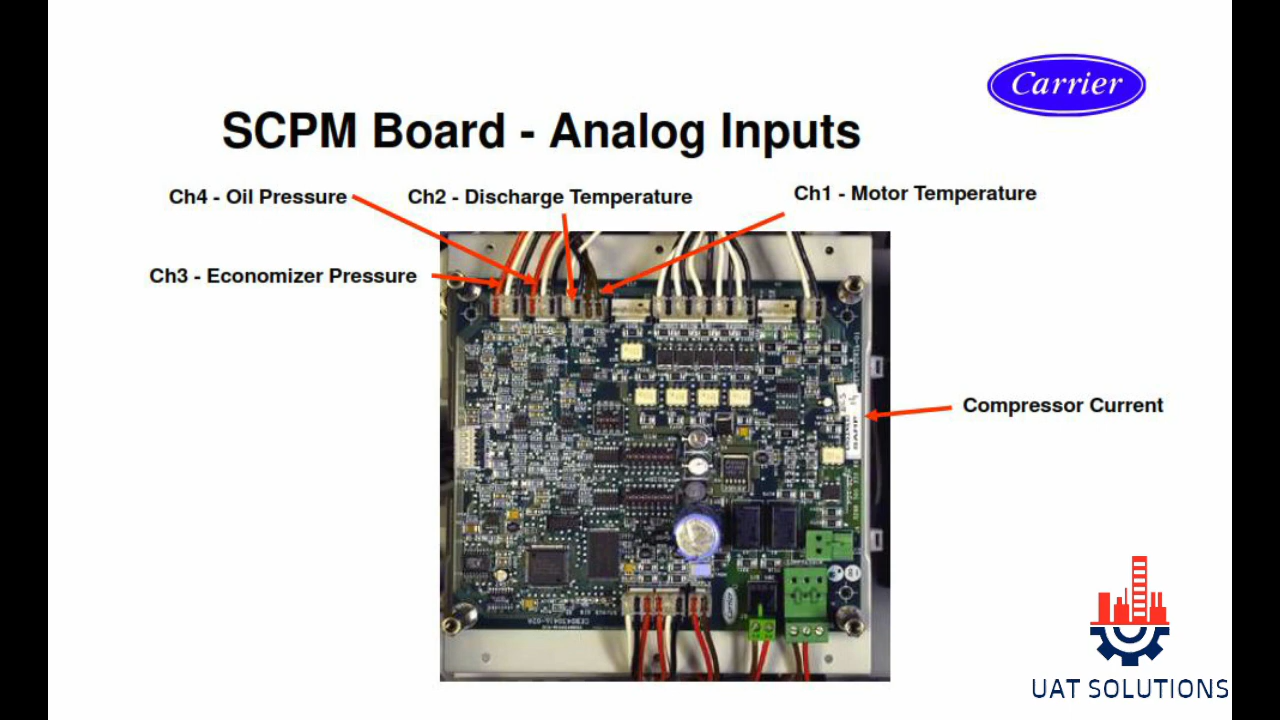 Carrier
SCPM Board - Analog Inputs
Ch4 - Oil Pressure
Ch2 - Discharge Temperature
Ch1 - Motor Temperature
Ch3 - Economizer Pressure
Compressor Current
Carrier
UAT SOLUTIONS